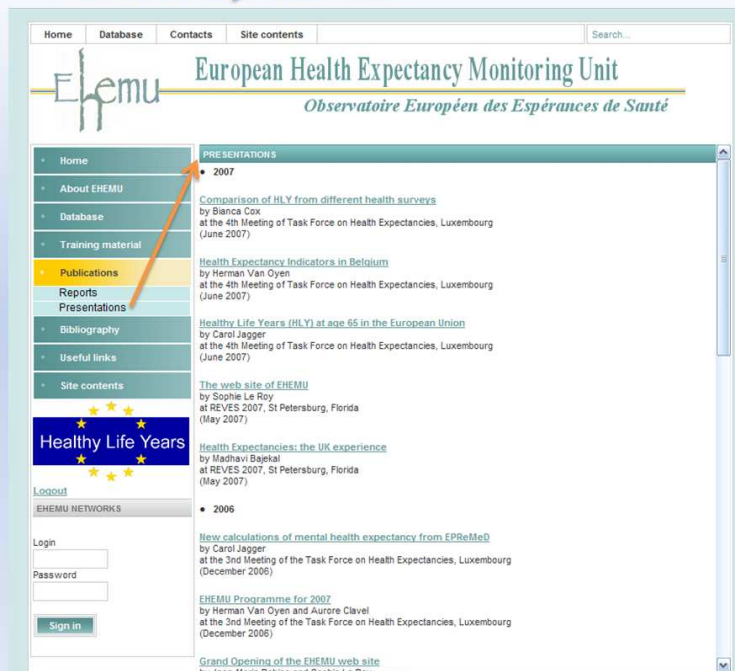 Home Database Contacts Site contents Search...
Ehemu
European Health Expectancy Monitoring Unit
Observatoire Européen des Espérances de Santé
Home
About EHEMU
Database
Training material
Publications
Reports
Presentations
Bibliography
Useful links
Site contents
Healthy Life Years
Logout
EHEMU NETWORKS
Login
Password
Sign in
PRESENTATIONS
• 2007
Comparison of HLY from different health surveys
by Bianca Cox
at the 4th Meeting of Task Force on Health Expectancies, Luxembourg
(June 2007)
Health Expectancy Indicators in Belgium
by Herman Van Oyen
at the 4th Meeting of Task Force on Health Expectancies, Luxembourg
(June 2007)
Healthy Life Years (HLY) at age 65 in the European Union
by Carol Jagger
at the 4th Meeting of Task Force on Health Expectancies, Luxembourg
(June 2007)
The web site of EHEMU
by Sophie Le Roy
at REVES 2007, St Petersburg, Florida
(May 2007)
Health Expectancies: the UK experience
by Madhavi Bajekal
at REVES 2007, St Petersburg, Florida
(May 2007)
• 2006
New calculations of mental health expectancy from EPReMeD
by Carol Jagger
at the 3nd Meeting of the Task Force on Health Expectancies, Luxembourg
(December 2006)
EHEMU Programme for 2007
by Herman Van Oyen and Aurore Clavel
at the 3nd Meeting of the Task Force on Health Expectancies, Luxembourg
(December 2006)
Grand Opening of the EHEMU web site